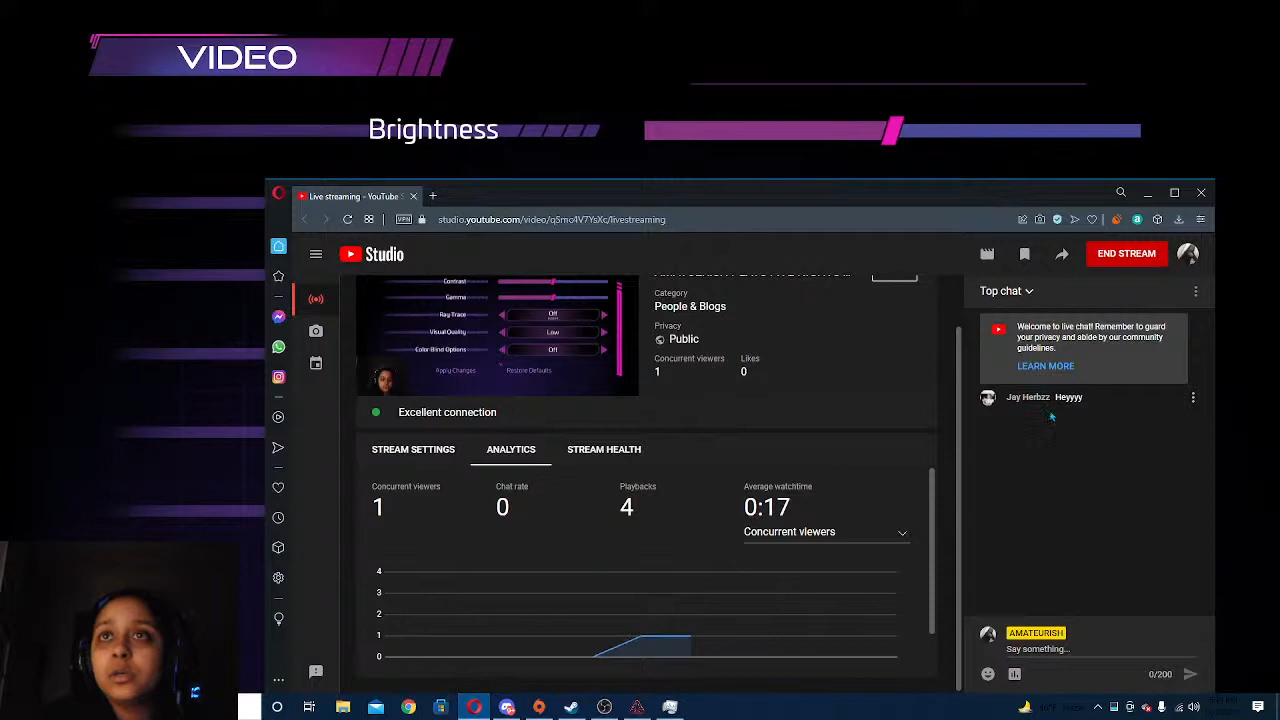 VIDEO
Brightness
Live streaming - YouTube S
VPN
studio.youtube.com/video/q5mo4V7YsXc/livestreaming
Studio
END STREAM
Contrast
Gamma
Ray-Trace
Off
Visual Quality
Low
Color-Blind Options
Off
Apply Changes
Restore Defaults
Category
People & Blogs
Privacy
Public
Concurrent viewers
Likes
1
0
Top chat
Welcome to live chat! Remember to guard
your privacy and abide by our community
guidelines.
LEARN MORE
Jay Herbzz Heyyyy
Excellent connection
STREAM SETTINGS
ANALYTICS
STREAM HEALTH
Concurrent viewers
Chat rate
Playbacks
Average watchtime
1
0
4
0:17
Concurrent viewers
4
3
2
1
0
AMATEURISH
Say something...
0/200